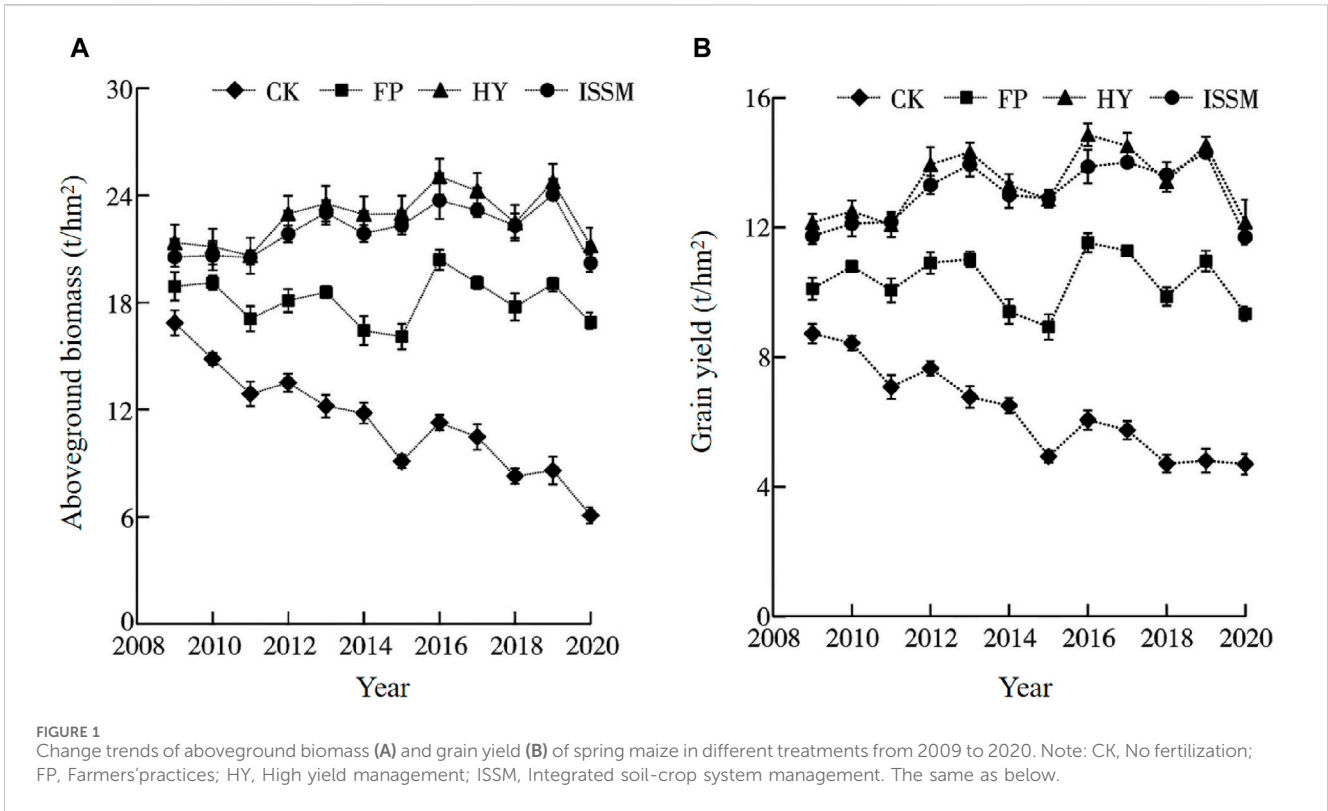 A
CK FP HY ISSM
30
24
18
12
6
0
2008 2010 2012 2014 2016 2018 2020
Aboveground biomass (t/hm²)
Year
B
CK FP HY ISSM
16
12
8
4
0
2008 2010 2012 2014 2016 2018 2020
Grain yield (t/hm²)
Year
FIGURE 1
Change trends of aboveground biomass (A) and grain yield (B) of spring maize in different treatments from 2009 to 2020. Note: CK, No fertilization;
FP, Farmers'practices; HY, High yield management; ISSM, Integrated soil-crop system management. The same as below.